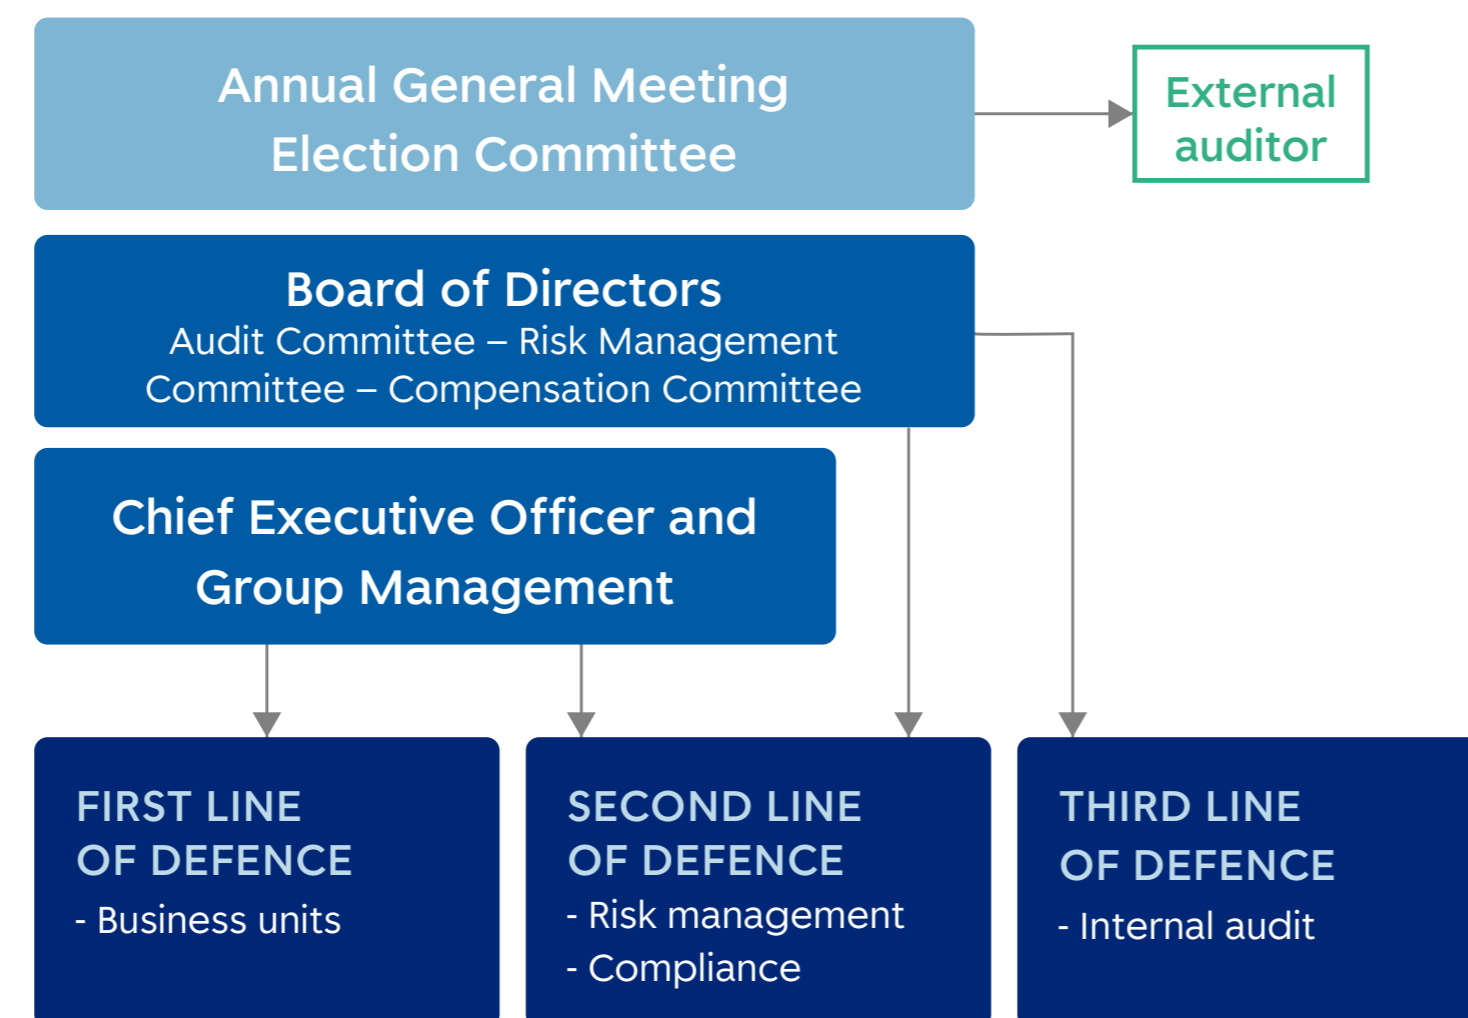 Annual General Meeting
Election Committee
External
auditor
Board of Directors
Audit Committee – Risk Management
Committee – Compensation Committee
Chief Executive Officer and
Group Management
FIRST LINE
OF DEFENCE
- Business units
SECOND LINE
OF DEFENCE
- Risk management
- Compliance
THIRD LINE
OF DEFENCE
- Internal audit